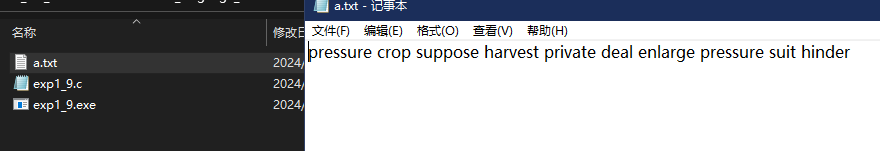 a.txt - 记事本
名称
修改日
文件(F) 编辑(E) 格式(O) 查看(V) 帮助(H)
pressure crop suppose harvest private deal enlarge pressure suit hinder
a.txt
2024/
exp1_9.c
2024/
exp1_9.exe
2024/